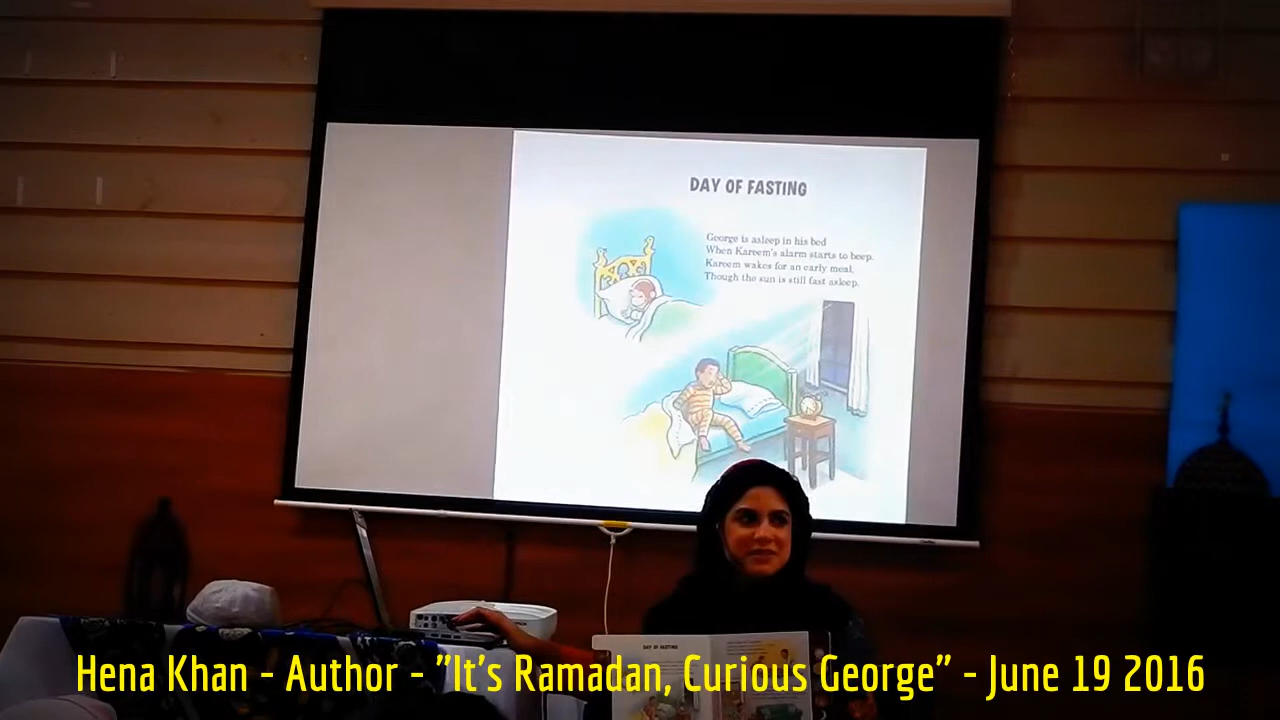 DAY OF FASTING
George is asleep in his bed
When Kareem's alarm starts to beep.
Kareem wakes for an early meal,
Though the sun is still fast asleep.
DAY OF FASTING
Hena Khan - Author - "It's Ramadan, Curious George" - June 19 2016